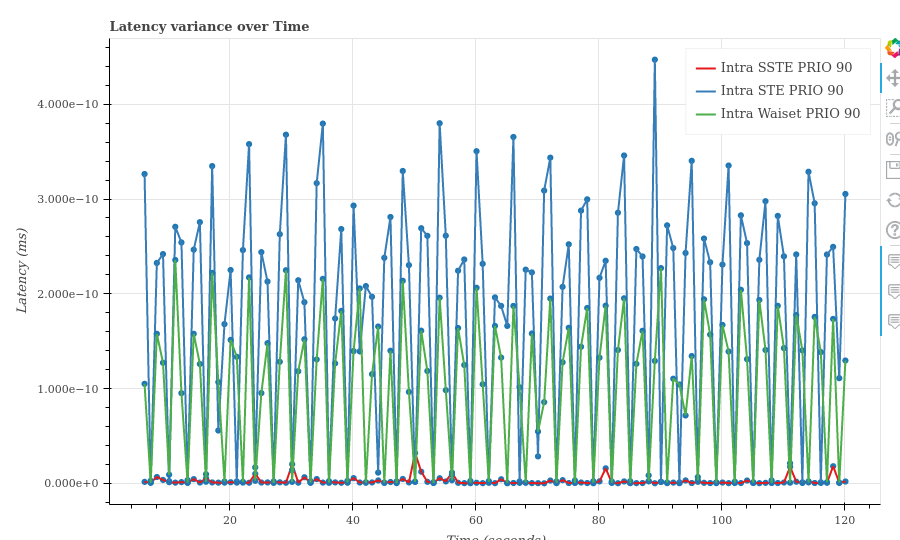 Latency variance over Time
Intra SSTE PRIO 90
Intra STE PRIO 90
Intra Waiset PRIO 90
4.000e−10
3.000e−10
2.000e−10
1.000e−10
0.000e+0
Latency (ms)
20 40 60 80 100 120
Time (seconds)